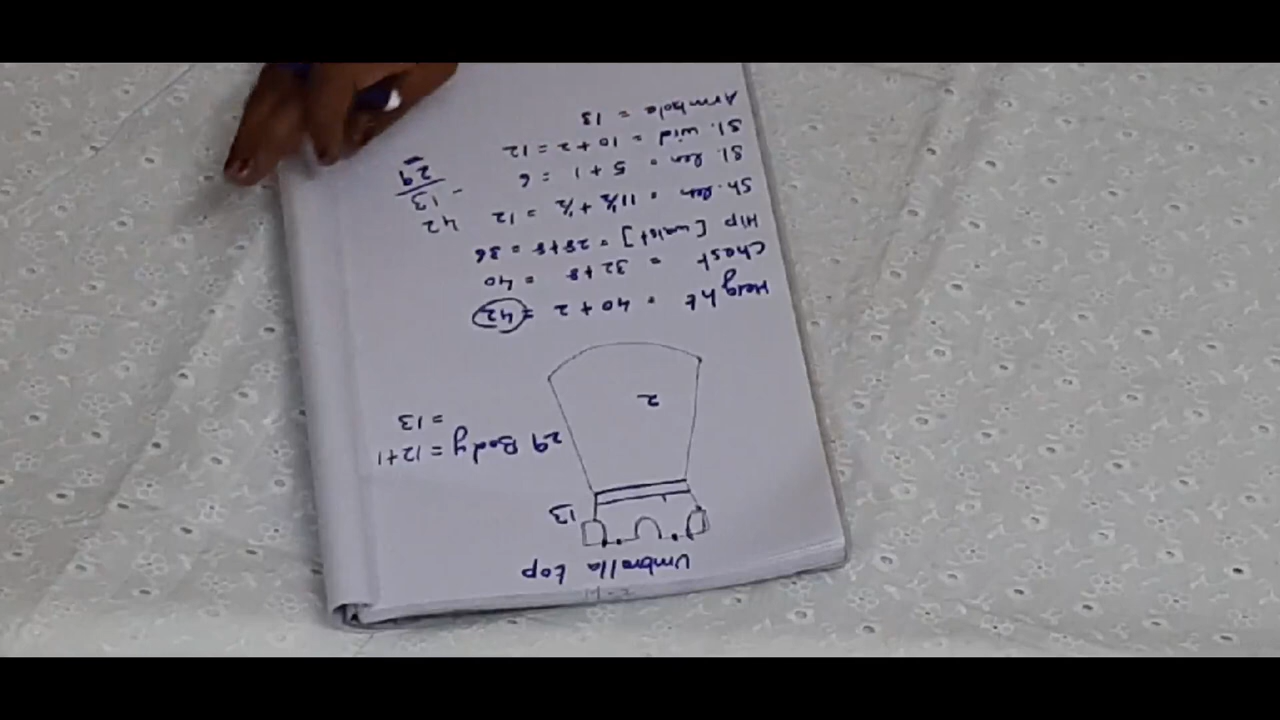 Umbrella top
13
29 Body = 12+1
= 13
2
Height = 40 + 2 = 42
Chest = 32+8 = 40
Hip [waist] = 28+8 = 36
Sh. len = 11½ + ½ = 12
Sl. len = 5 + 1 = 6
Sl. wid = 10 + 2 = 12
Armhole = 13
42
- 13
29